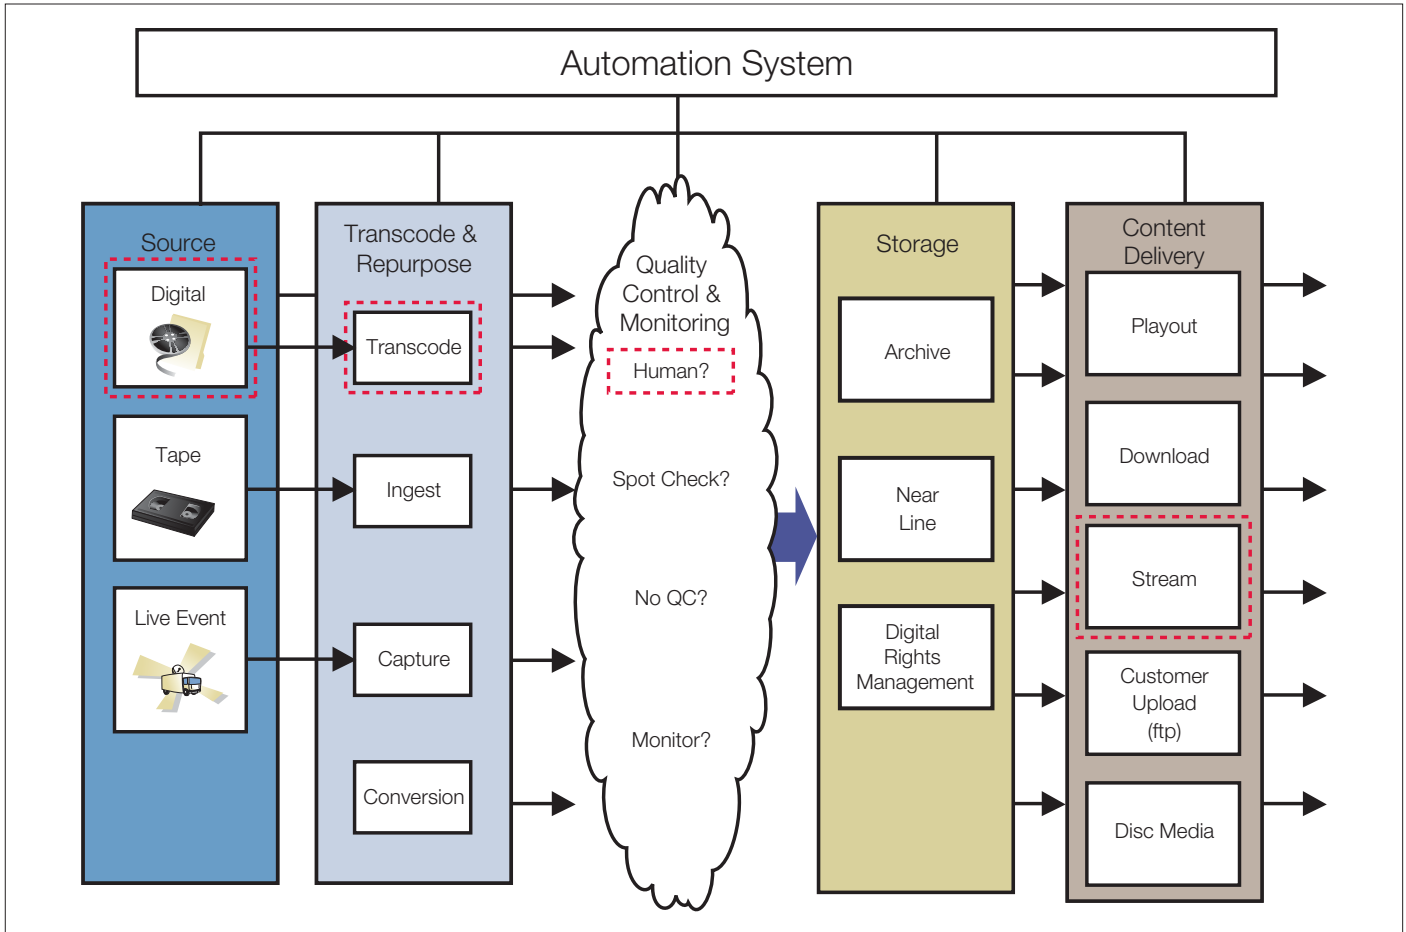 Automation System
Source
Digital
Tape
Live Event
Transcode &
Repurpose
Transcode
Ingest
Capture
Conversion
Quality
Control &
Monitoring
Human?
Spot Check?
No QC?
Monitor?
Storage
Archive
Near
Line
Digital
Rights
Management
Content
Delivery
Playout
Download
Stream
Customer
Upload
(ftp)
Disc Media